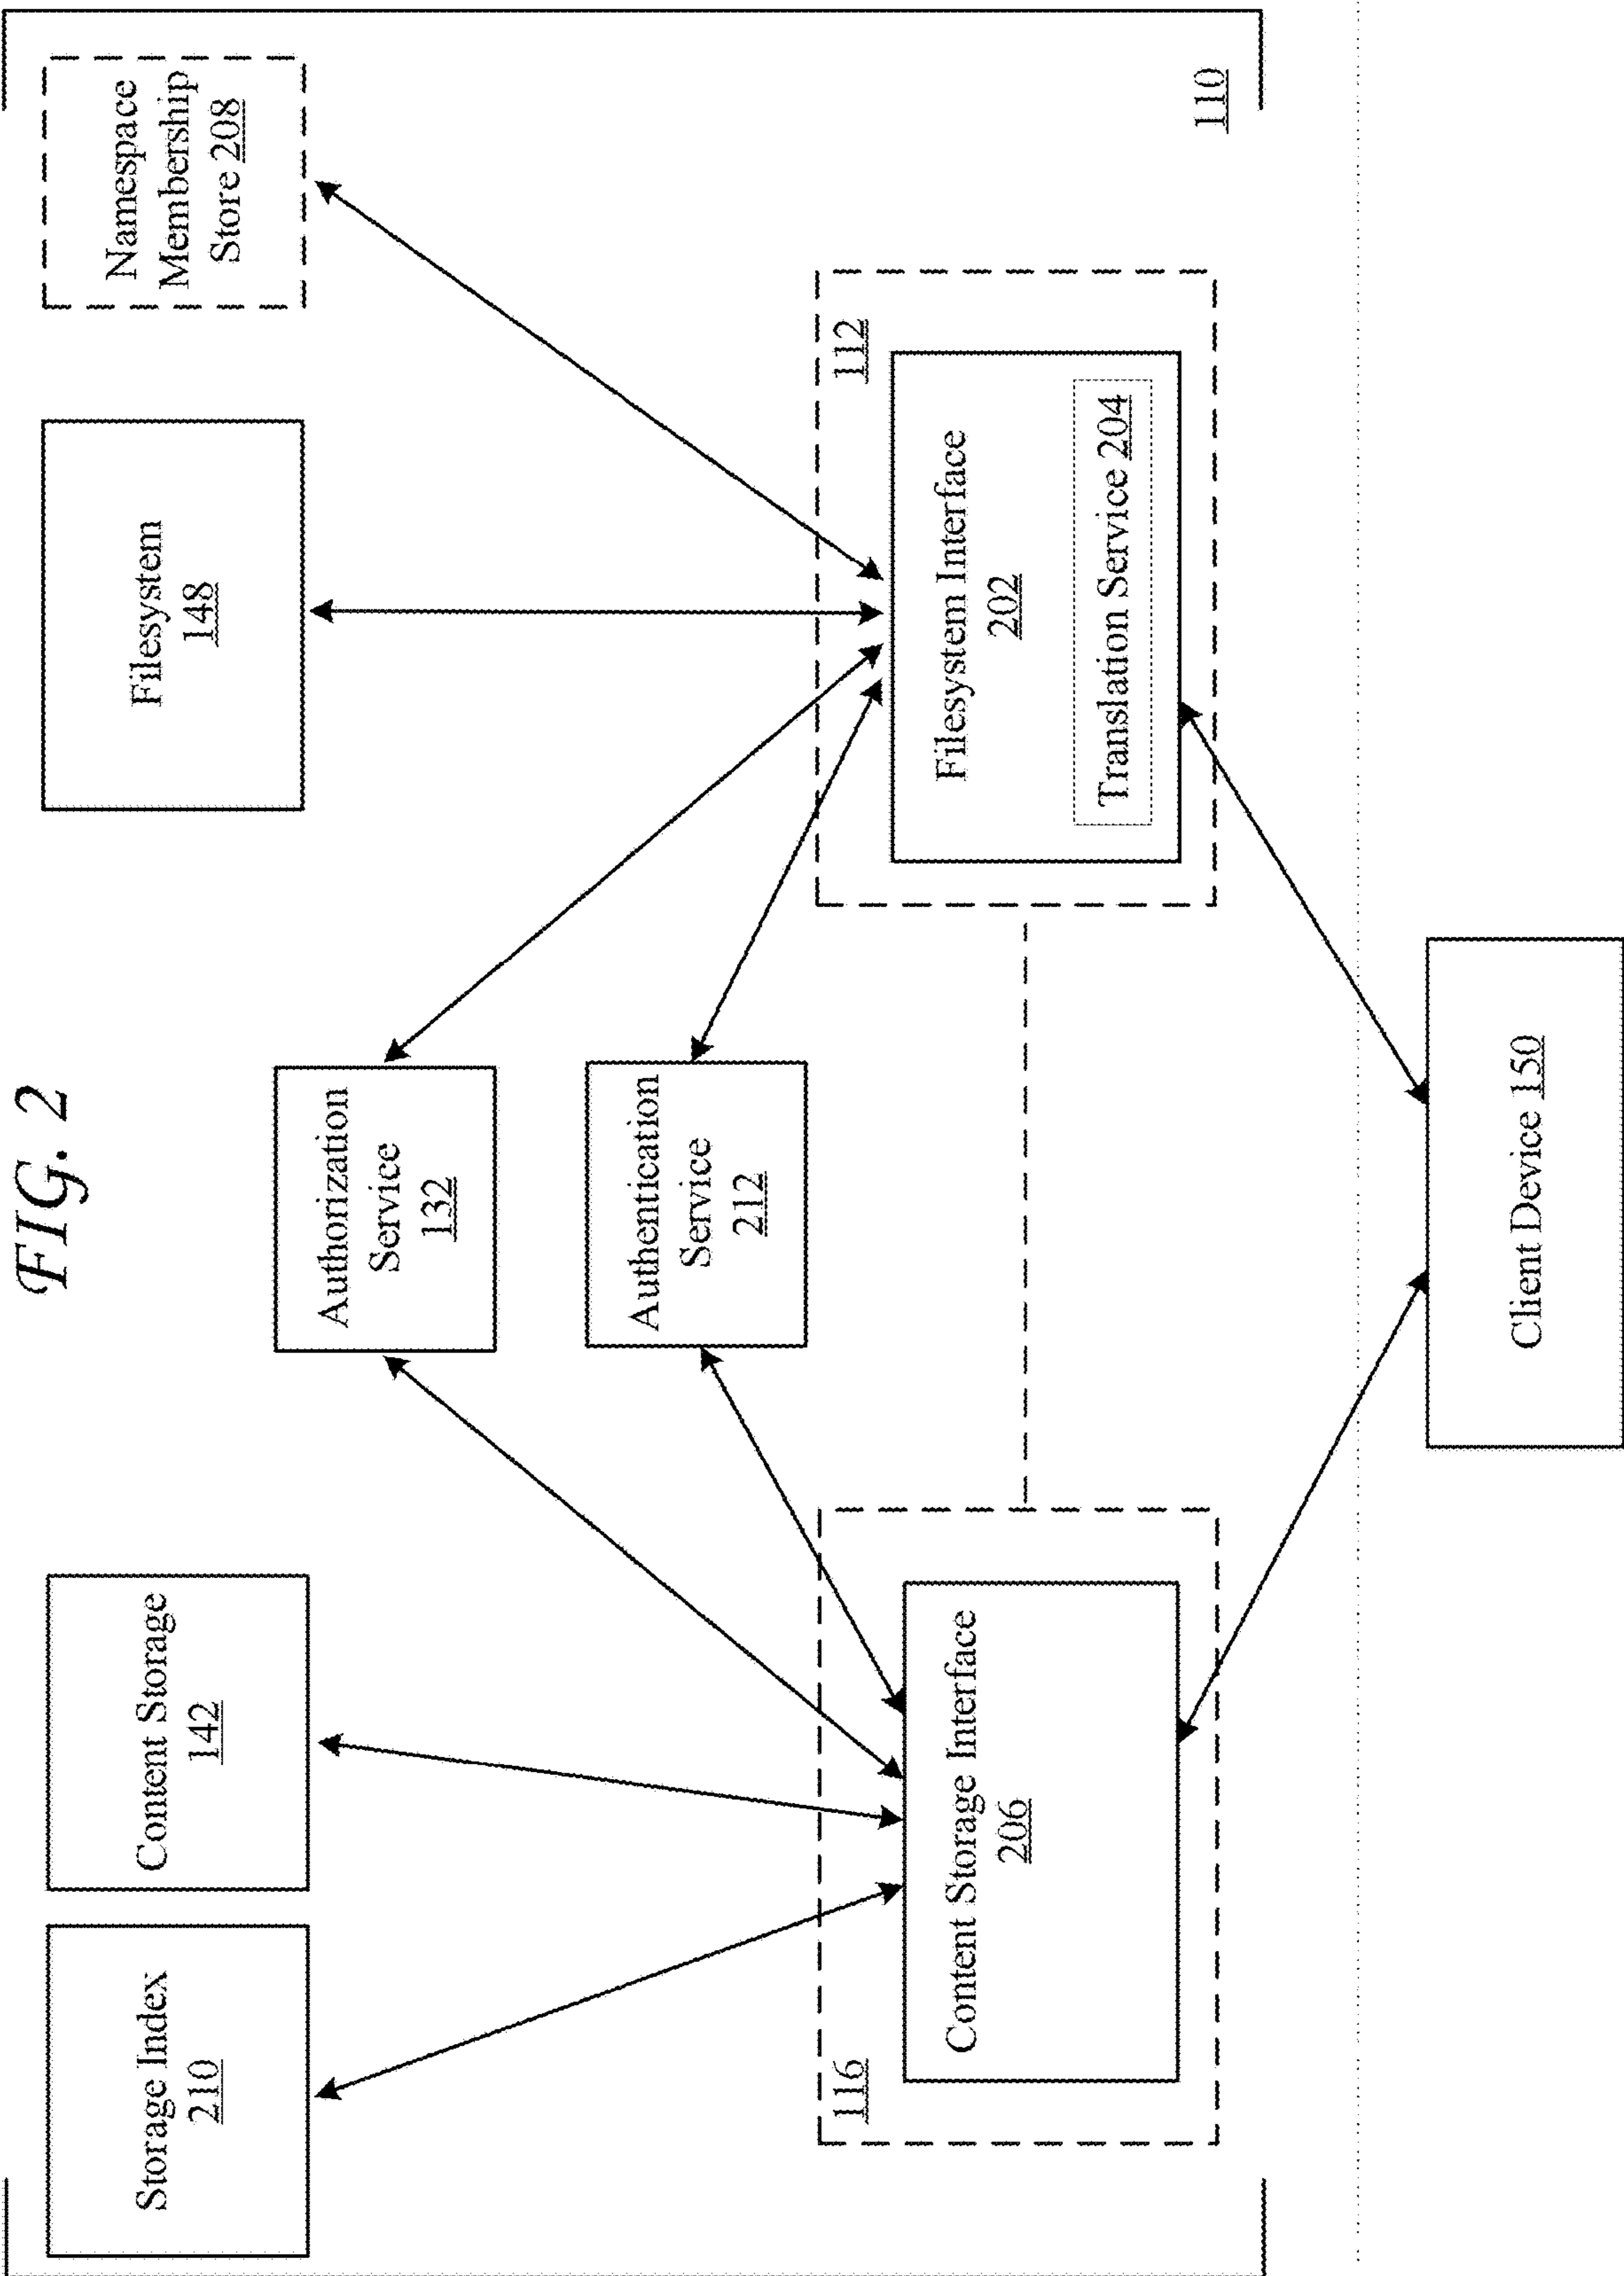 FIG. 2
Storage Index
210
Content Storage
142
Authorization
Service
132
Authentication
Service
212
Filesystem
148
Namespace
Membership
Store 208
116
Content Storage Interface
206
112
Filesystem Interface
202
Translation Service 204
110
Client Device 150